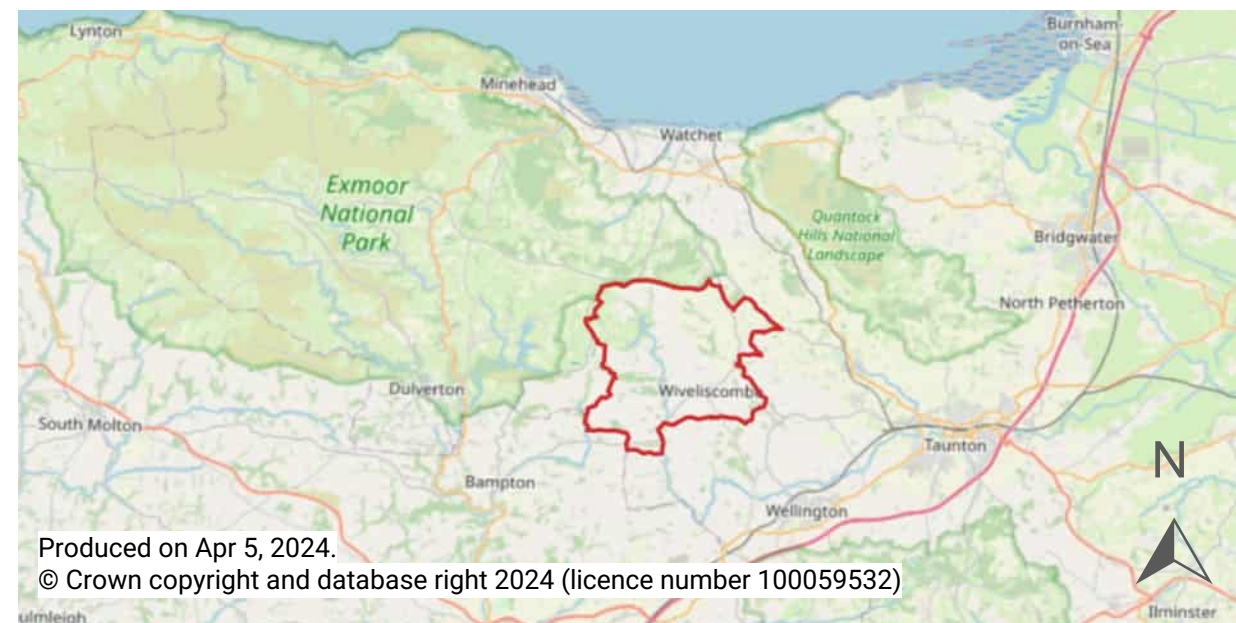 Lynton
Burnham-
on-Sea
Minehead
Watchet
Exmoor
National
Park
Quantock
Hills National
Landscape
Bridgwater
North Petherton
Dulverton
Wiveliscombe
South Molton
Taunton
N
Bampton
Wellington
Produced on Apr 5, 2024.
© Crown copyright and database right 2024 (licence number 100059532)
Ilminster
ulmleigh